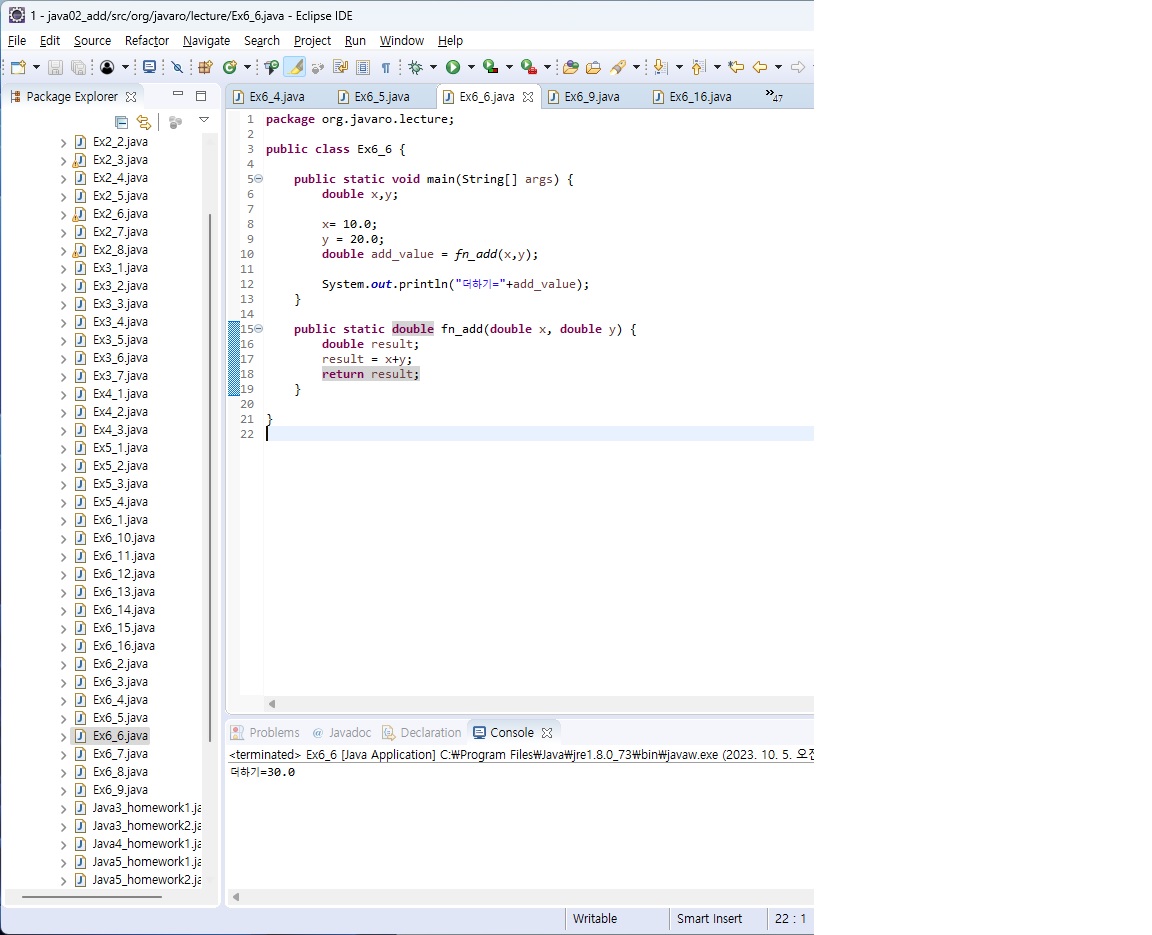 1 - java02_add/src/org/javaro/lecture/Ex6_6.java - Eclipse IDE
File Edit Source Refactor Navigate Search Project Run Window Help
Package Explorer
Ex2_2.java
Ex2_3.java
Ex2_4.java
Ex2_5.java
Ex2_6.java
Ex2_7.java
Ex2_8.java
Ex3_1.java
Ex3_2.java
Ex3_3.java
Ex3_4.java
Ex3_5.java
Ex3_6.java
Ex3_7.java
Ex4_1.java
Ex4_2.java
Ex4_3.java
Ex5_1.java
Ex5_2.java
Ex5_3.java
Ex5_4.java
Ex6_1.java
Ex6_10.java
Ex6_11.java
Ex6_12.java
Ex6_13.java
Ex6_14.java
Ex6_15.java
Ex6_16.java
Ex6_2.java
Ex6_3.java
Ex6_4.java
Ex6_5.java
Ex6_6.java
Ex6_7.java
Ex6_8.java
Ex6_9.java
Java3_homework1.ja
Java3_homework2.ja
Java4_homework1.ja
Java5_homework1.ja
Java5_homework2.ja
Ex6_4.java Ex6_5.java Ex6_6.java Ex6_9.java Ex6_16.java »47
1 package org.javaro.lecture;
2
3 public class Ex6_6 {
4
5 public static void main(String[] args) {
6 double x,y;
7
8 x= 10.0;
9 y = 20.0;
10 double add_value = fn_add(x,y);
11
12 System.out.println("더하기="+add_value);
13 }
14
15 public static double fn_add(double x, double y) {
16 double result;
17 result = x+y;
18 return result;
19 }
20
21 }
22
Problems @ Javadoc Declaration Console
<terminated> Ex6_6 [Java Application] C:₩Program Files₩Java₩jre1.8.0_73₩bin₩javaw.exe (2023. 10. 5. 오전
더하기=30.0
Writable Smart Insert 22 : 1